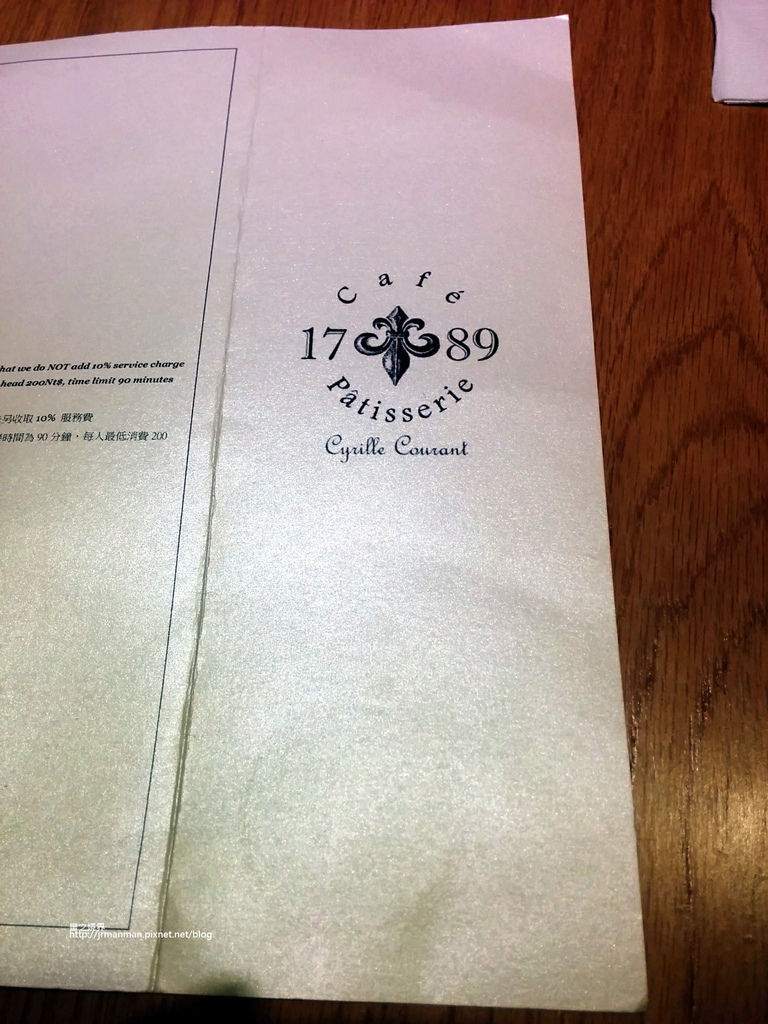 hat we do NOT add 10% service charge
head 200Nt$, time limit 90 minutes
另收取 10% 服務費
時間為 90 分鐘，每人最低消費 200
Café
17 89
Pâtisserie
Cyrille Courant
http://jrmanman.pixnet.net/blog